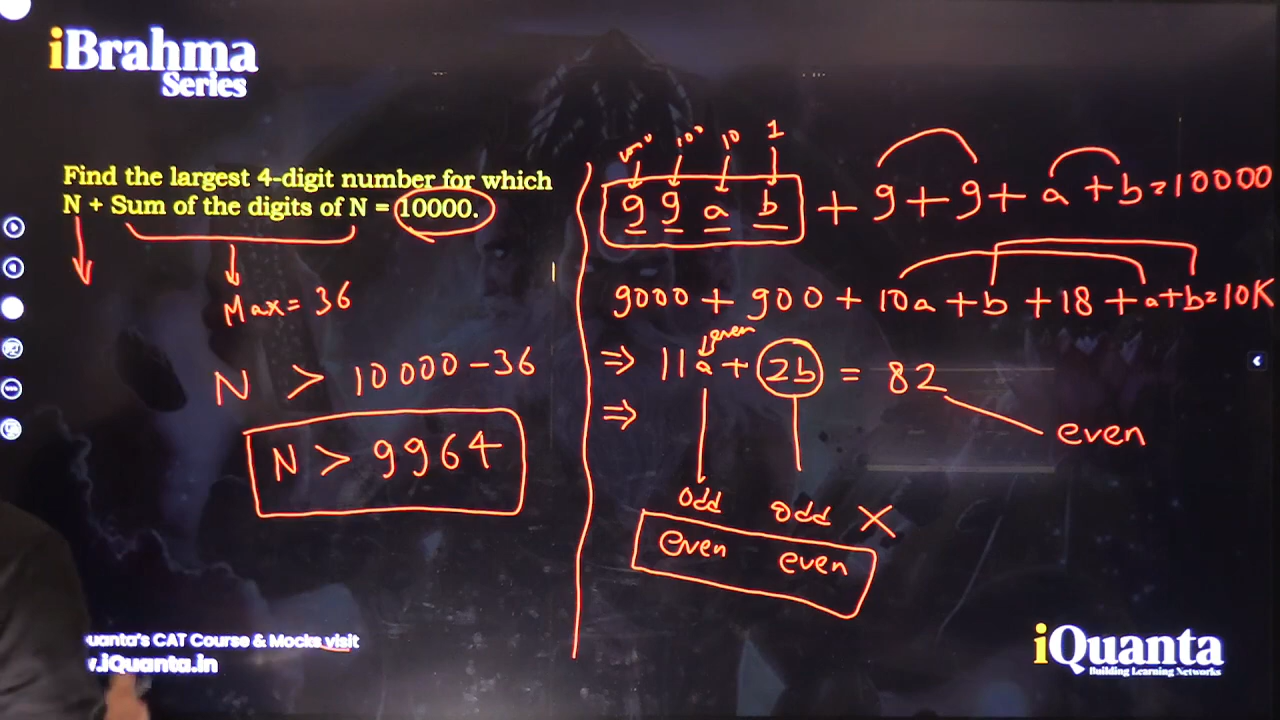 iBrahma
Series
Find the largest 4-digit number for which
N + Sum of the digits of N = 10000.
Max = 36
N > 10000-36
N > 9964
10 1
9 9 a b + 9 + 9 + a + b = 10000
9000 + 900 + 10a + b + 18 + a + b = 10K
even
⇒ 11a + 2b = 82
⇒
even
odd odd X
even even
uanta's CAT Course & Mocks visit
.iQuanta.in
iQuanta
Building Learning Networks